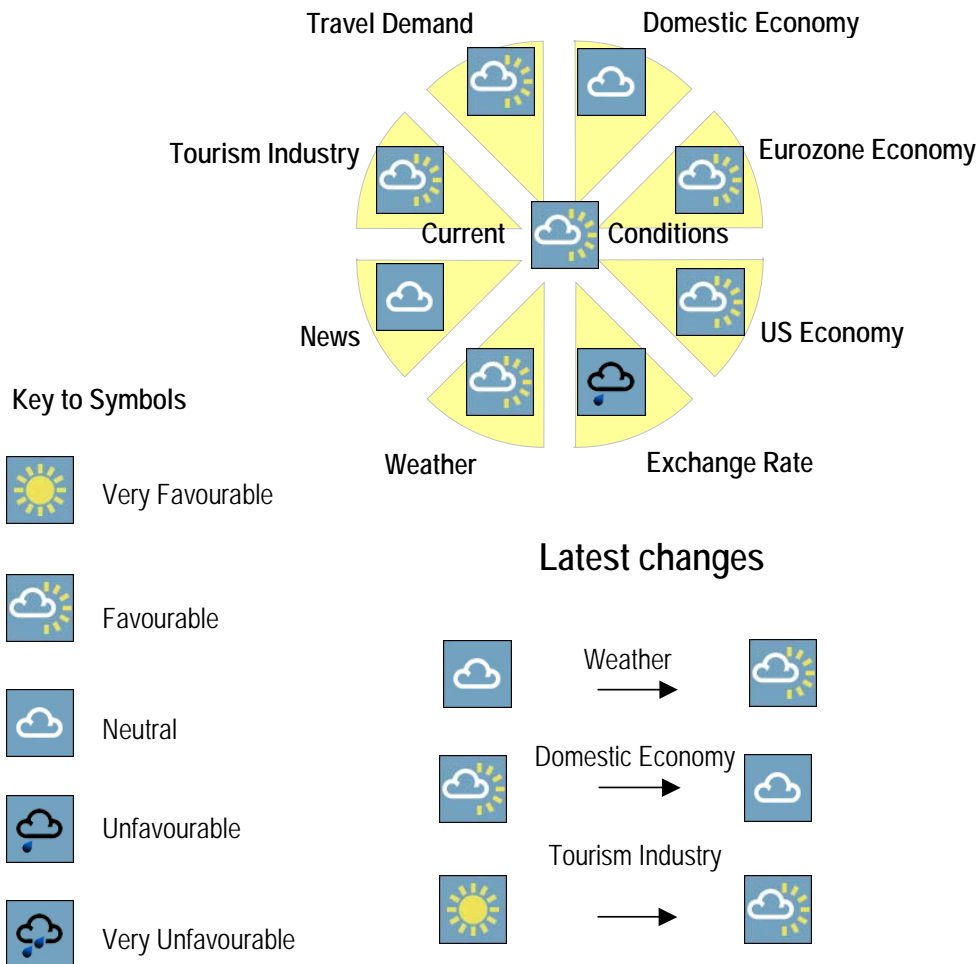 Travel Demand
Domestic Economy
Tourism Industry
Eurozone Economy
Current
Conditions
News
US Economy
Weather
Exchange Rate
Key to Symbols
Very Favourable
Favourable
Neutral
Unfavourable
Very Unfavourable
Latest changes
Weather
Domestic Economy
Tourism Industry